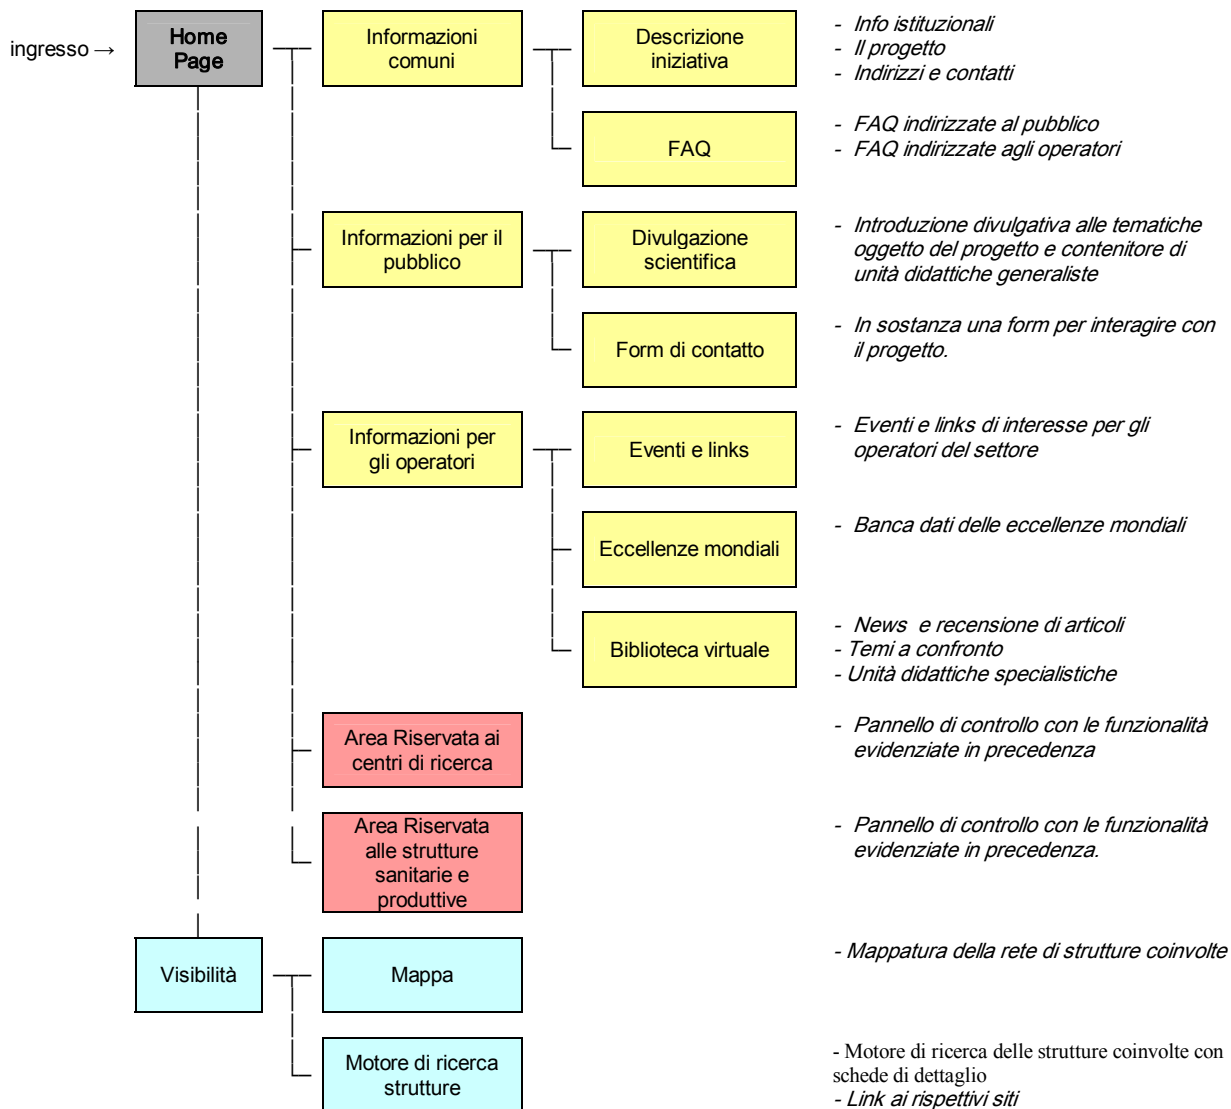 ingresso →
Home
Page
Informazioni
comuni
Descrizione
iniziativa
- Info istituzionali
- Il progetto
- Indirizzi e contatti
FAQ
- FAQ indirizzate al pubblico
- FAQ indirizzate agli operatori
Informazioni per il
pubblico
Divulgazione
scientifica
- Introduzione divulgativa alle tematiche
oggetto del progetto e contenitore di
unità didattiche generaliste
Form di contatto
- In sostanza una form per interagire con
il progetto.
Informazioni per
gli operatori
Eventi e links
- Eventi e links di interesse per gli
operatori del settore
Eccellenze mondiali
- Banca dati delle eccellenze mondiali
Biblioteca virtuale
- News e recensione di articoli
- Temi a confronto
- Unità didattiche specialistiche
Area Riservata ai
centri di ricerca
- Pannello di controllo con le funzionalità
evidenziate in precedenza
Area Riservata
alle strutture
sanitarie e
produttive
- Pannello di controllo con le funzionalità
evidenziate in precedenza.
Visibilità
Mappa
- Mappatura della rete di strutture coinvolte
Motore di ricerca
strutture
- Motore di ricerca delle strutture coinvolte con
schede di dettaglio
- Link ai rispettivi siti